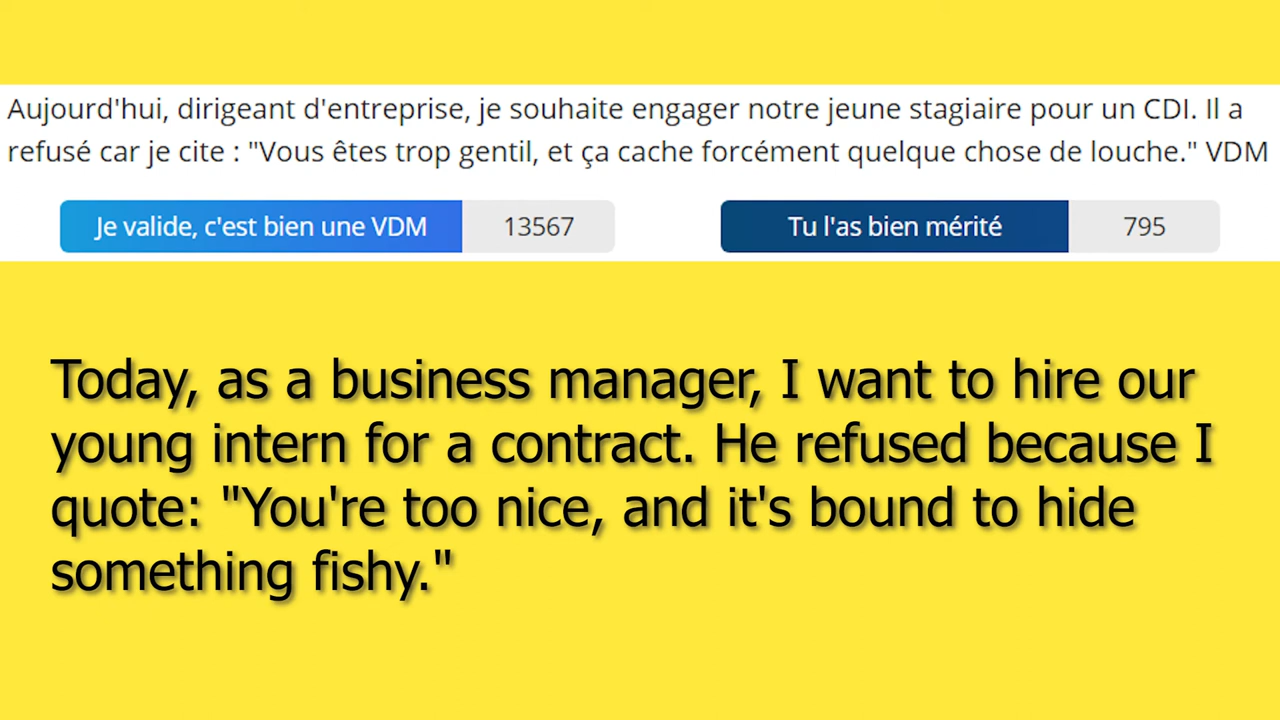 Aujourd'hui, dirigeant d'entreprise, je souhaite engager notre jeune stagiaire pour un CDI. Il a
refusé car je cite : "Vous êtes trop gentil, et ça cache forcément quelque chose de louche." VDM
Je valide, c'est bien une VDM 13567 Tu l'as bien mérité 795
Today, as a business manager, I want to hire our
young intern for a contract. He refused because I
quote: "You're too nice, and it's bound to hide
something fishy."